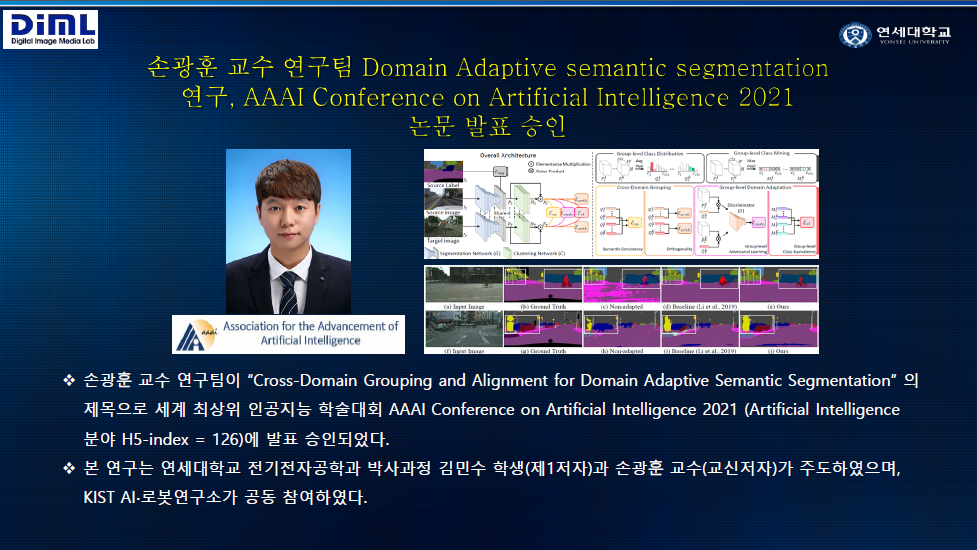 DIML
Digital Image Media Lab
연세대학교
YONSEI UNIVERSITY
손광훈 교수 연구팀 Domain Adaptive semantic segmentation
연구, AAAI Conference on Artificial Intelligence 2021
논문 발표 승인
Overall Architecture
Elementwise Multiplication
Outer Product
Source Label
Source image
Shared
Target image
Segmentation Network (G)
Clustering Network (C)
Group-level Class Distribution
Group-level Class Mining
Cross-Domain Grouping
Group-level Domain Adaptation
Discriminator
(D)
Semantic Consistency
Orthogonality
Group-level
Adversarial Learning
Group-level
Class Equivalence
(a) Input Image
(b) Ground Truth
(c) Non-adapted
(d) Baseline (Li et al., 2019)
(e) Ours
(f) Input Image
(g) Ground Truth
(h) Non-adapted
(i) Baseline (Li et al., 2019)
(j) Ours
aaai
Association for the Advancement of
Artificial Intelligence
❖ 손광훈 교수 연구팀이 “Cross-Domain Grouping and Alignment for Domain Adaptive Semantic Segmentation” 의
제목으로 세계 최상위 인공지능 학술대회 AAAI Conference on Artificial Intelligence 2021 (Artificial Intelligence
분야 H5-index = 126)에 발표 승인되었다.
❖ 본 연구는 연세대학교 전기전자공학과 박사과정 김민수 학생(제1저자)과 손광훈 교수(교신저자)가 주도하였으며,
KIST AI·로봇연구소가 공동 참여하였다.